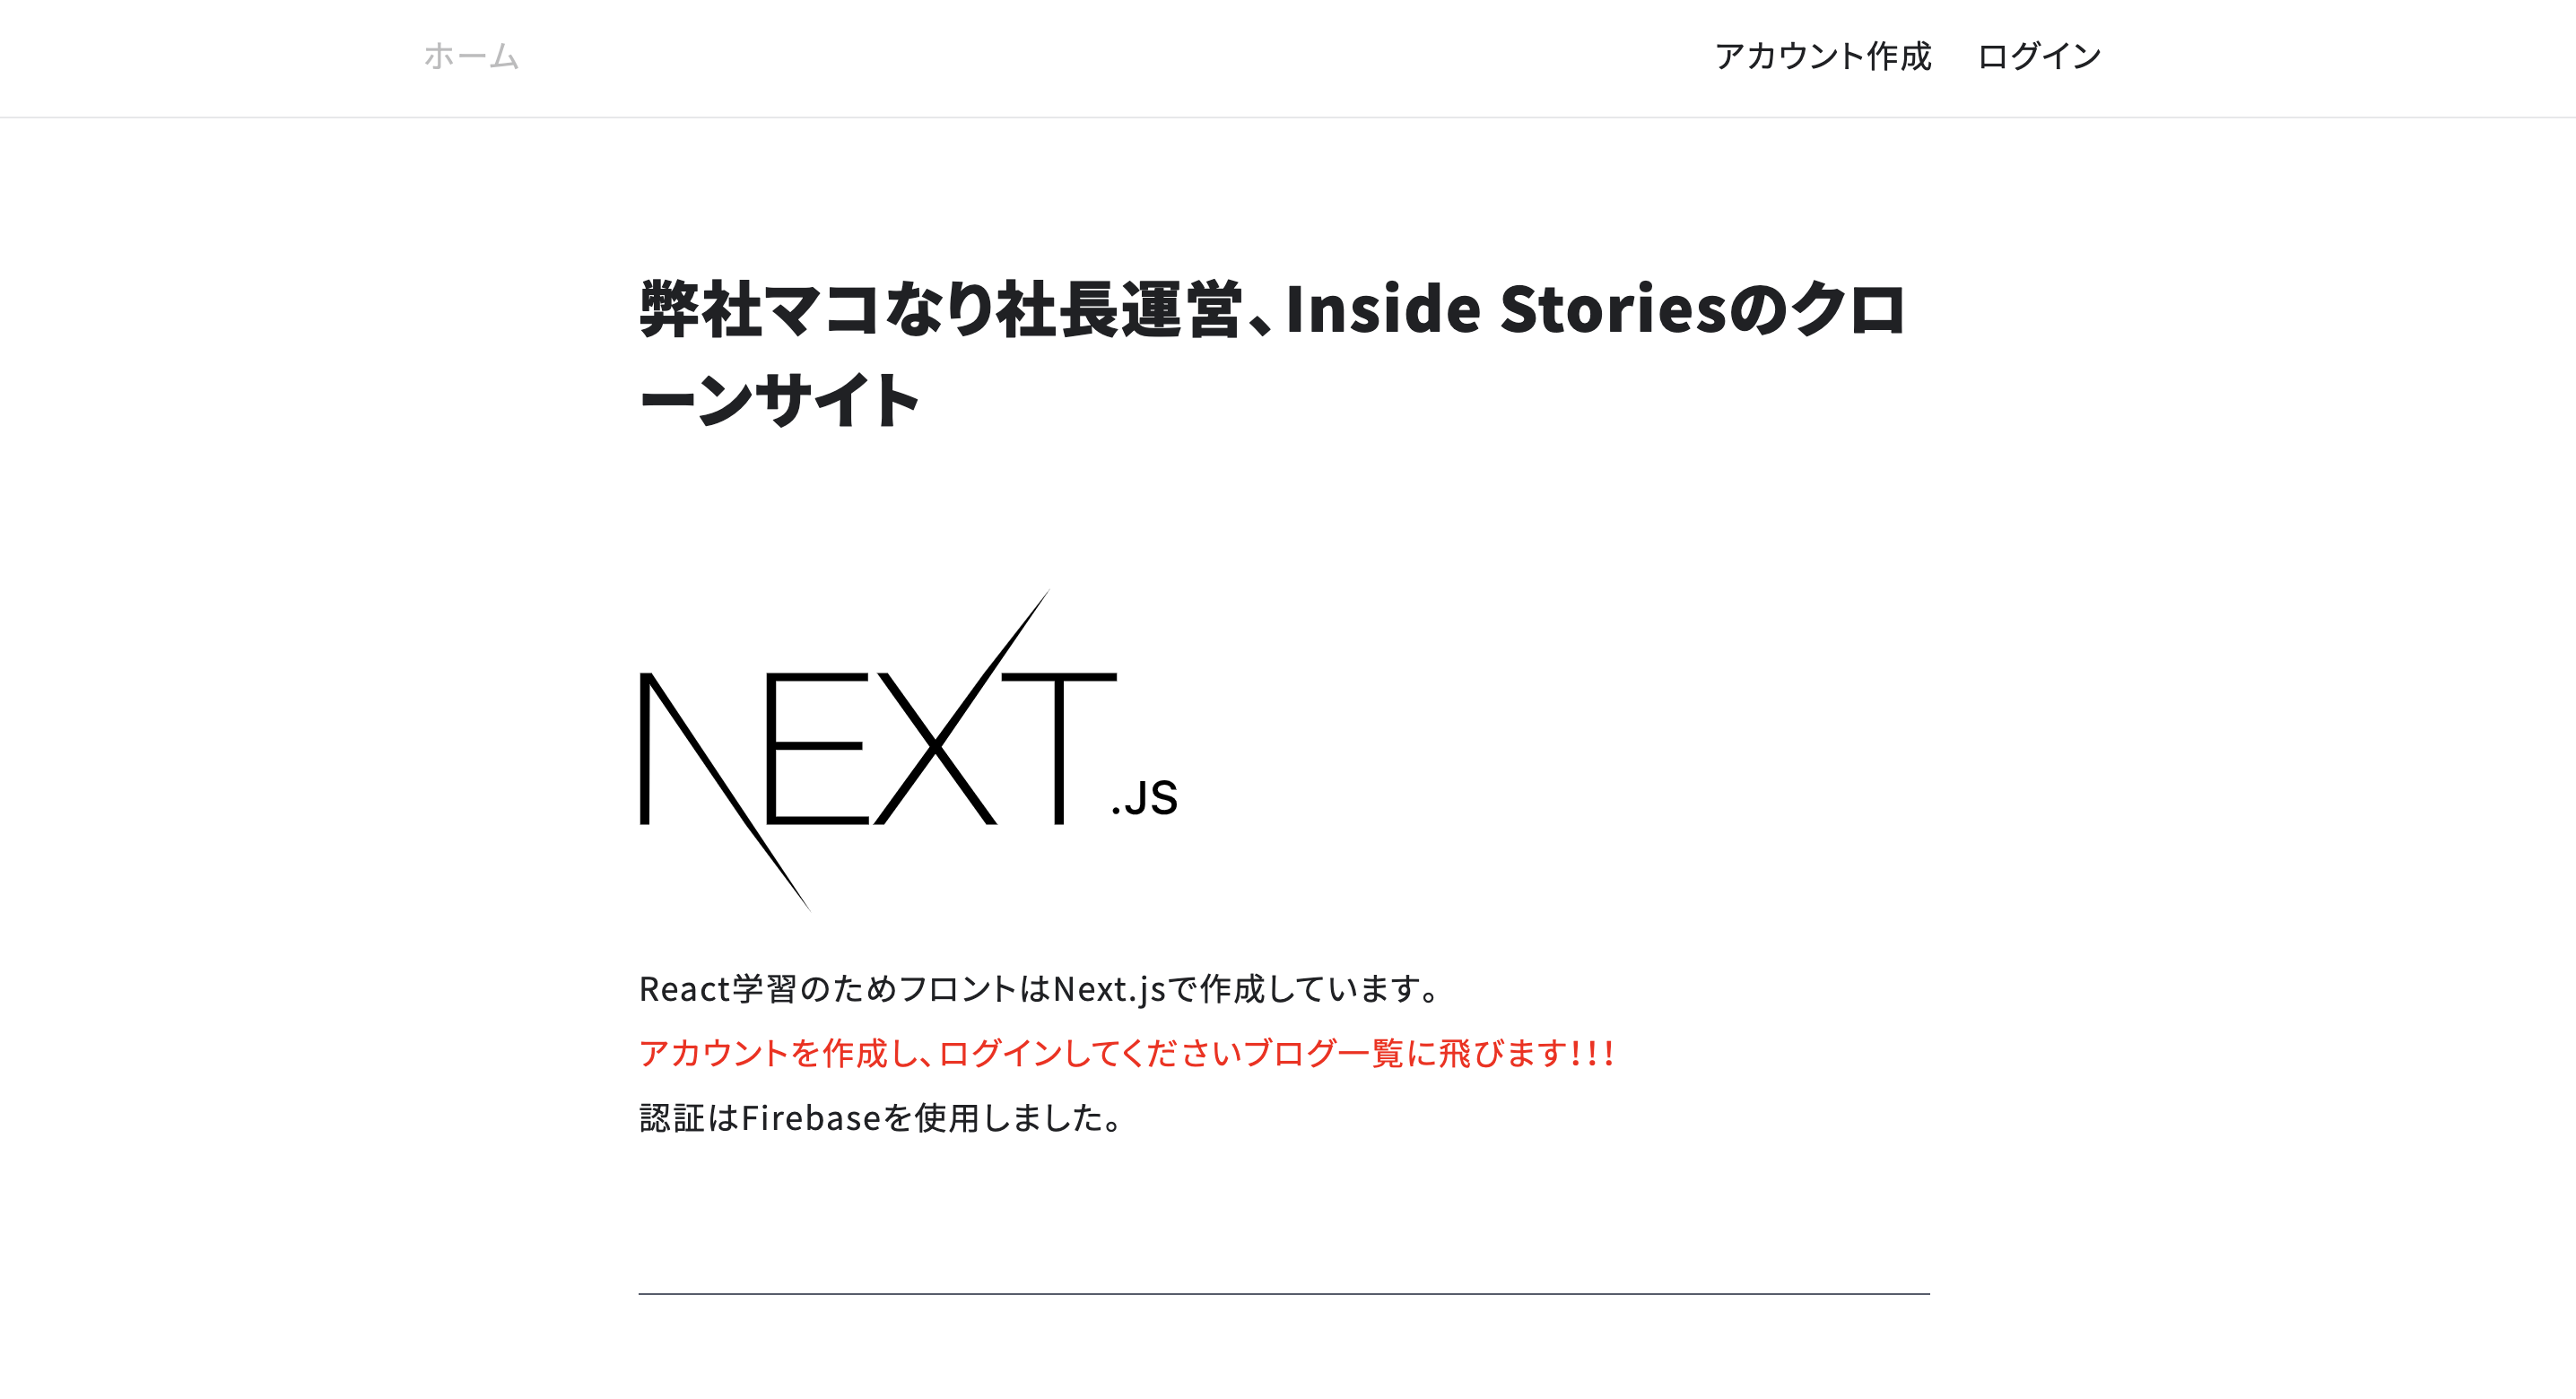 ホーム
アカウント作成 ログイン
弊社マコなり社長運営、Inside Storiesのクロ
ーンサイト
NEXT.JS
React学習のためフロントはNext.jsで作成しています。
アカウントを作成し、ログインしてくださいブログ一覧に飛びます!!!
認証はFirebaseを使用しました。